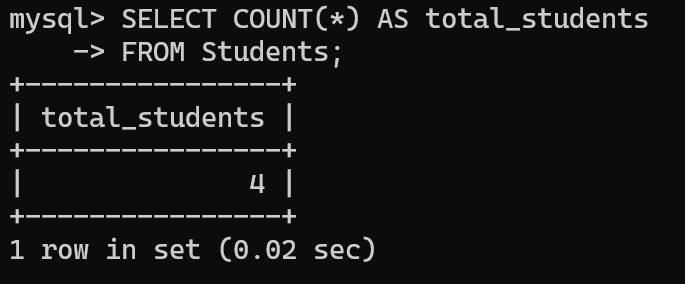 mysql> SELECT COUNT(*) AS total_students
    -> FROM Students;
+----------------+
| total_students |
+----------------+
|              4 |
+----------------+
1 row in set (0.02 sec)